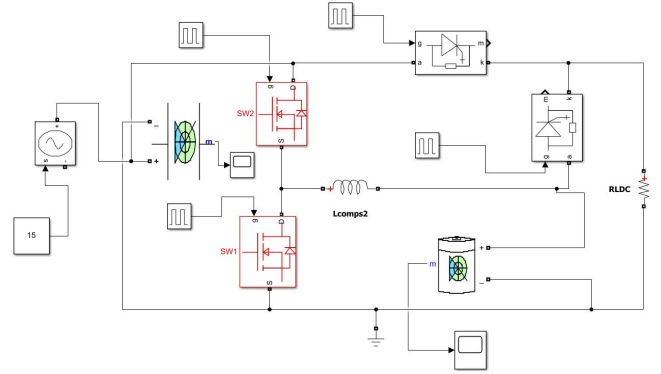 g
m
a
k
g
D
SW2
S
m
k
g
a
+
s
-
–
+
m
15
g
D
SW1
S
+
Lcomps2
+
RLDC
m
+
_